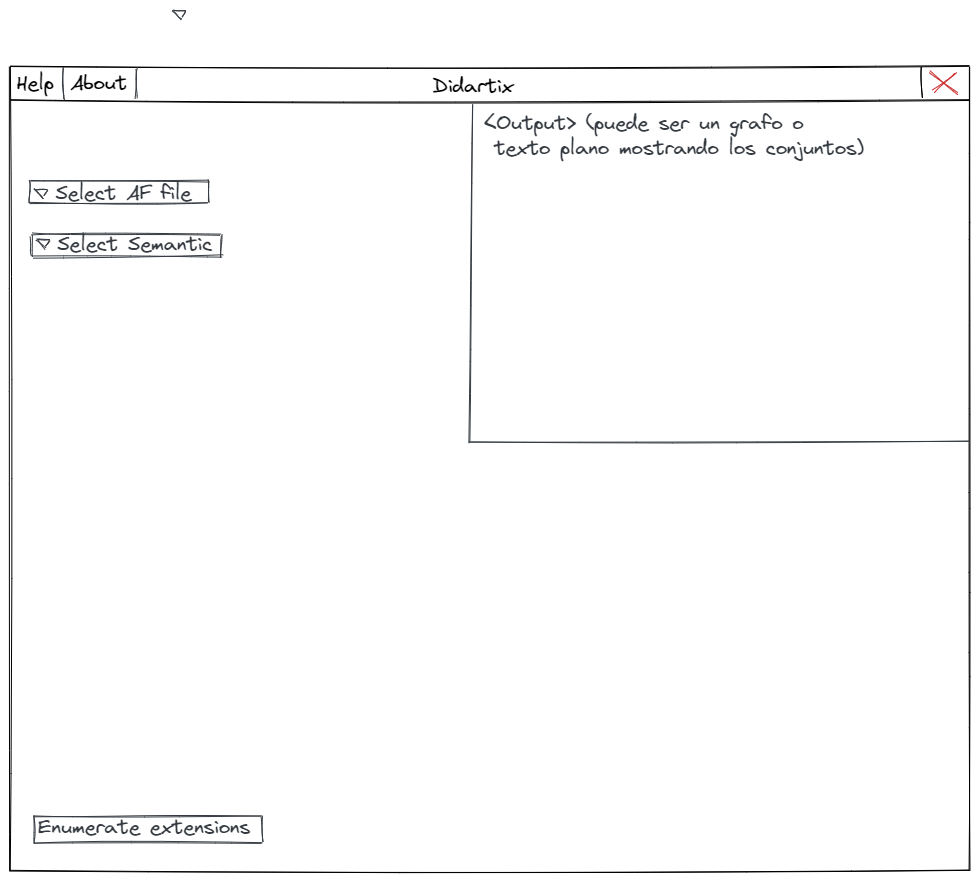 Help About Didartix
<Output> (puede ser un grafo o
texto plano mostrando los conjuntos)
Select AF file
Select Semantic
Enumerate extensions